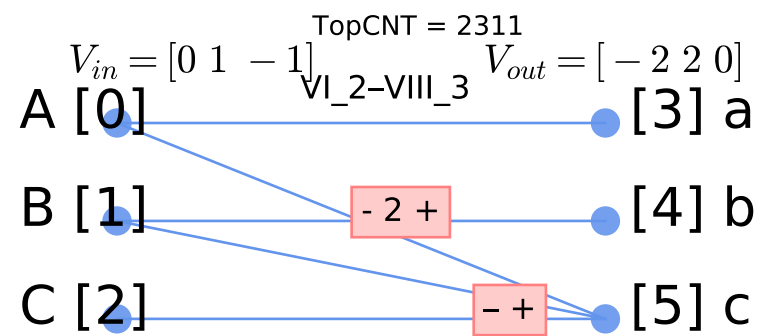 TopCNT = 2311
V_in = [0 1 −1] V_out = [−2 2 0]
VI_2–VIII_3
A [0] [3] a
- 2 +
B [1] [4] b
– +
C [2] [5] c